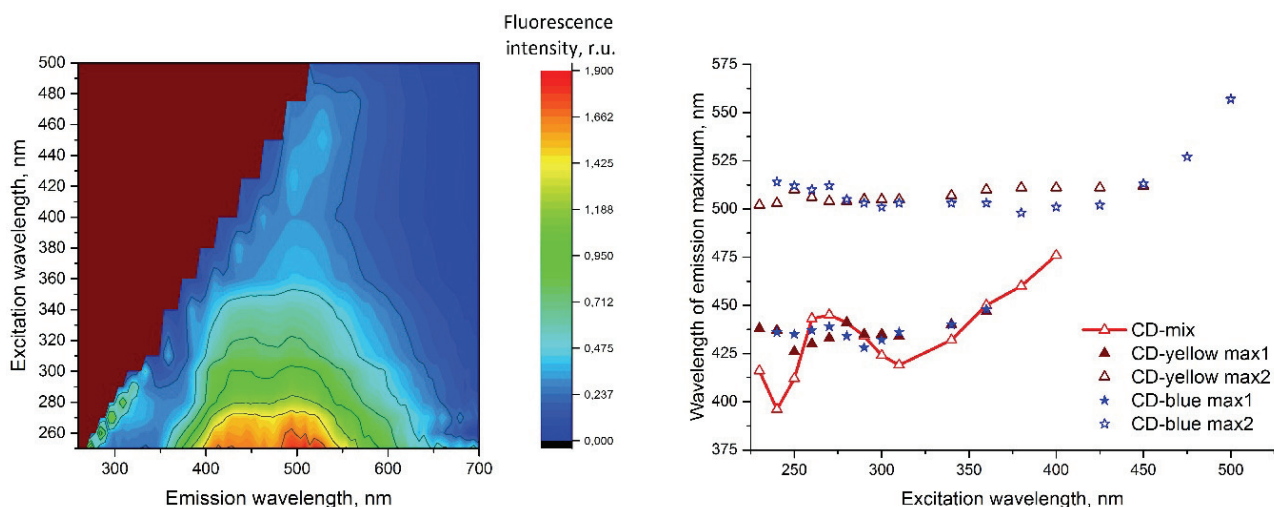 Fluorescence
intensity, r.u.
500
480
460
440
420
400
380
360
340
320
300
290
280
270
260
Excitation wavelength, nm
300 400 500 600 700
Emission wavelength, nm
1,900
1,662
1,425
1,188
0,950
0,712
0,475
0,237
0,000
575
550
525
500
475
450
425
400
375
Wavelength of emission maximum, nm
250 300 350 400 450 500
Excitation wavelength, nm
CD-mix
CD-yellow max1
CD-yellow max2
CD-blue max1
CD-blue max2